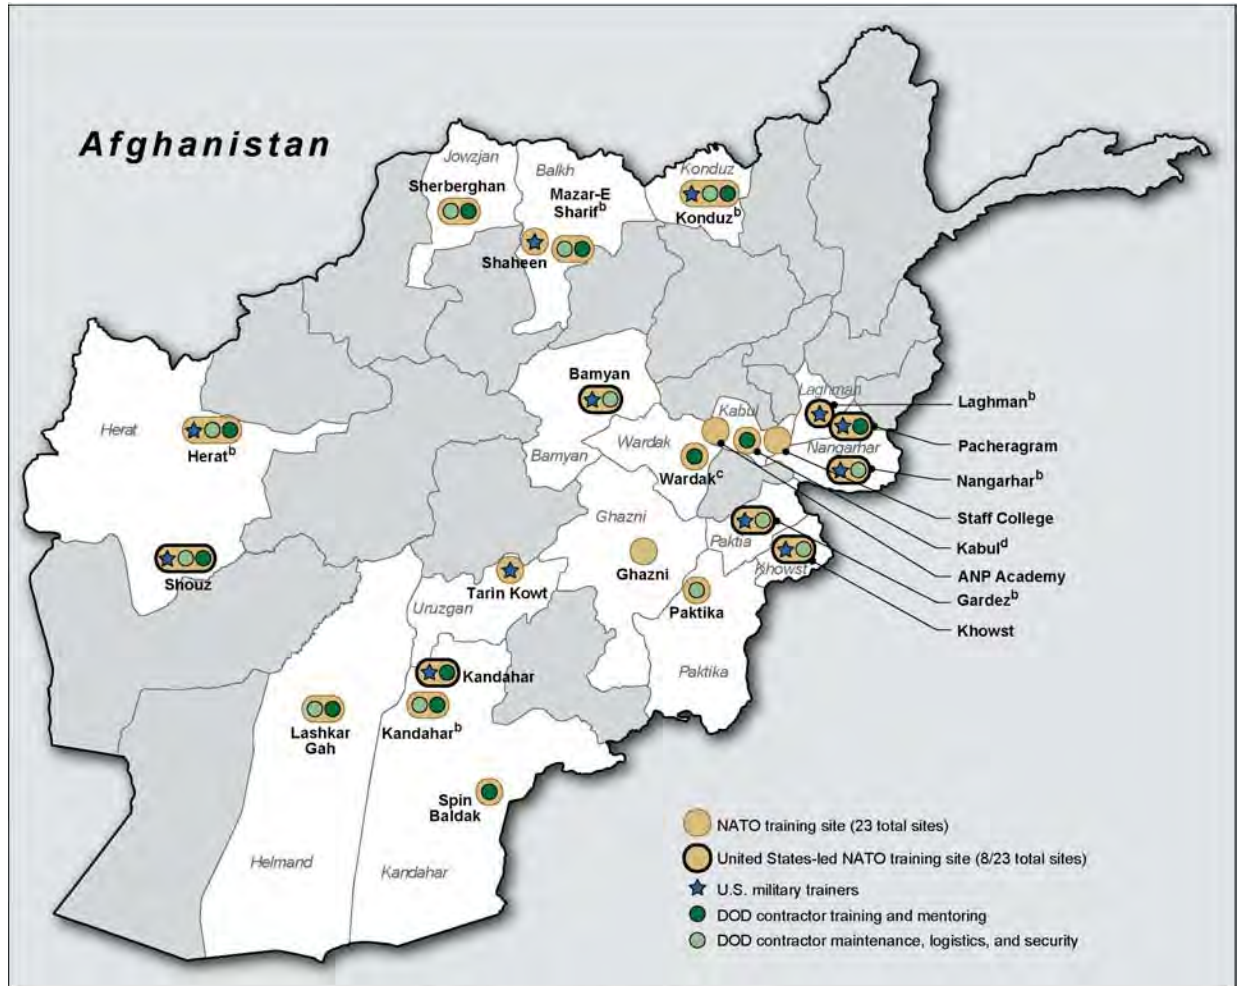 Afghanistan
Jowzjan
Sherberghan
Balkh
Mazar-E
Sharif^b
Shaheen
Konduz
Konduz^b
Herat
Herat^b
Shouz
Bamyan
Bamyan
Wardak
Wardak^c
Kabul
Laghman
Nangarhar
Laghman^b
Pacheragram
Nangarhar^b
Staff College
Kabul^d
ANP Academy
Gardez^b
Khowst
Ghazni
Ghazni
Paktia
Khowst
Tarin Kowt
Uruzgan
Paktika
Paktika
Kandahar
Kandahar^b
Lashkar
Gah
Spin
Baldak
Helmand
Kandahar
NATO training site (23 total sites)
United States-led NATO training site (8/23 total sites)
U.S. military trainers
DOD contractor training and mentoring
DOD contractor maintenance, logistics, and security